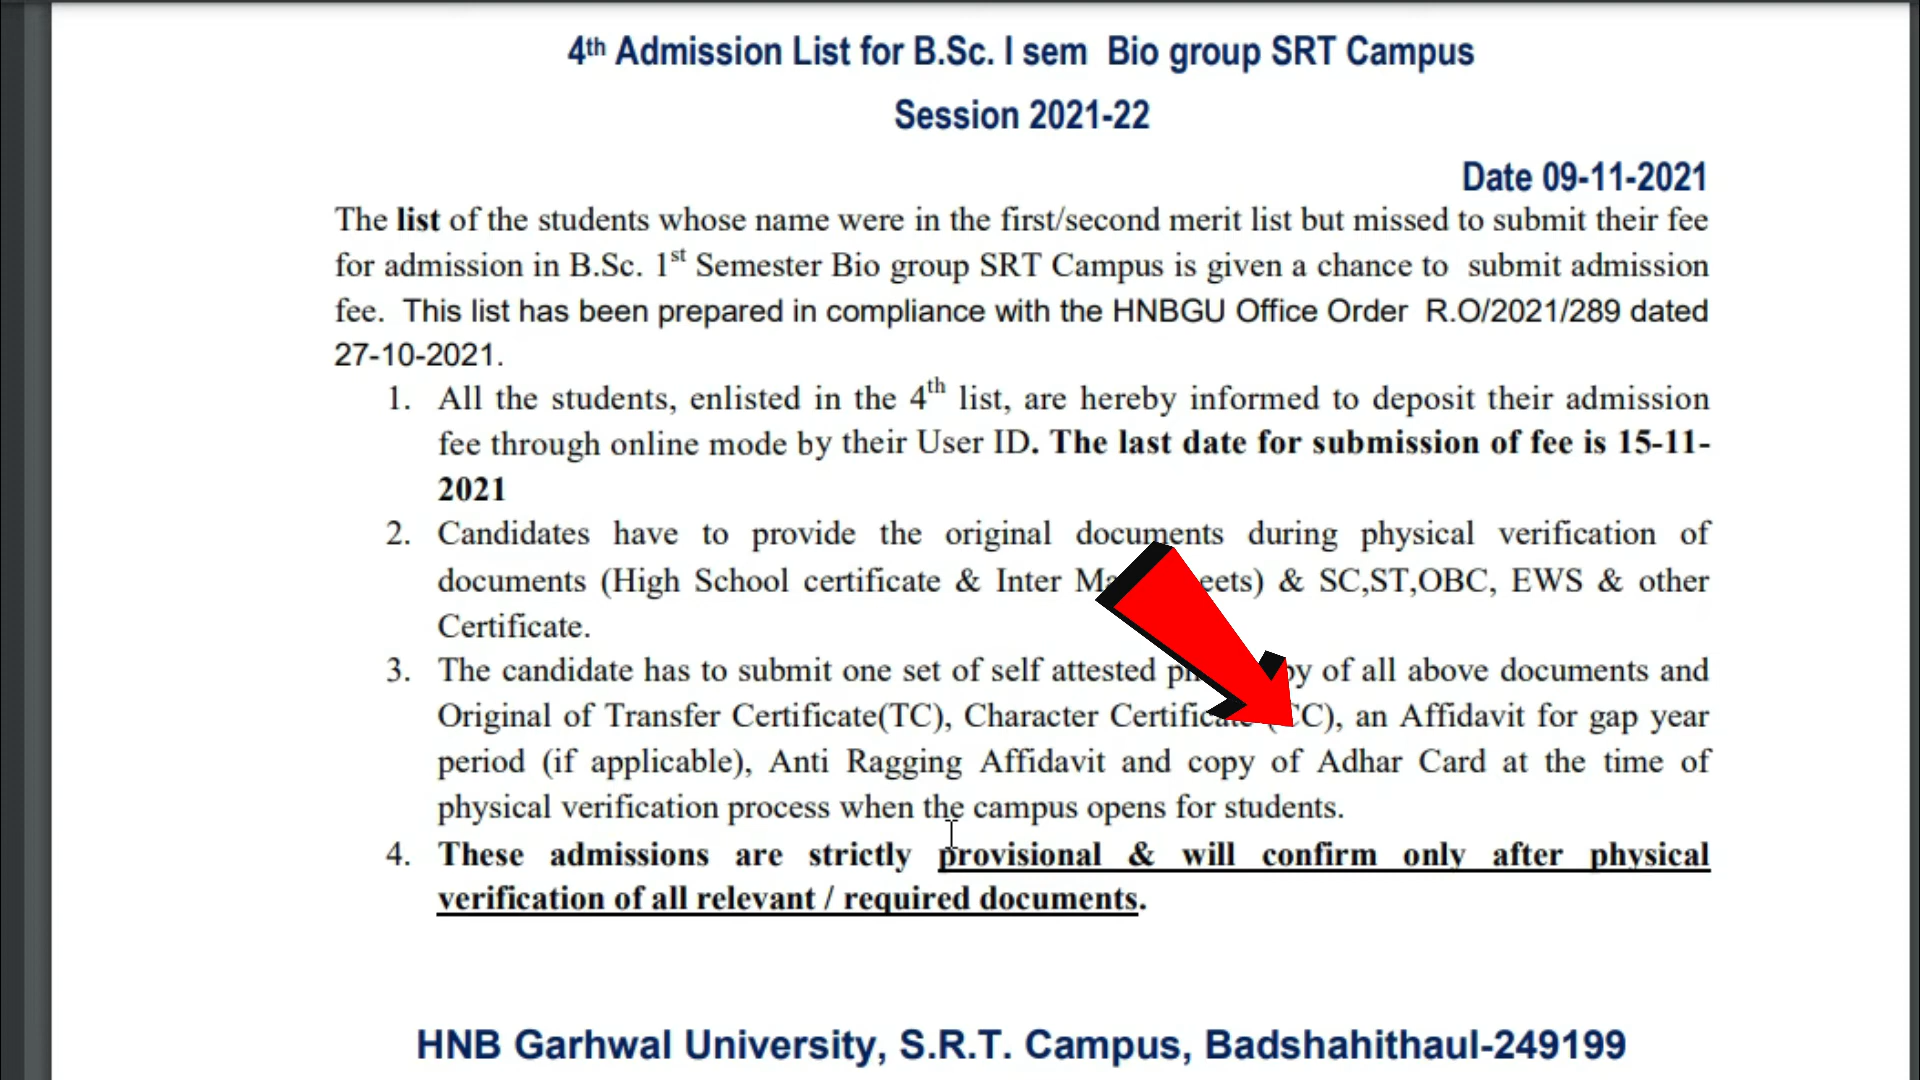 4th Admission List for B.Sc. I sem Bio group SRT Campus
Session 2021-22
Date 09-11-2021
The list of the students whose name were in the first/second merit list but missed to submit their fee
for admission in B.Sc. 1st Semester Bio group SRT Campus is given a chance to submit admission
fee. This list has been prepared in compliance with the HNBGU Office Order R.O/2021/289 dated
27-10-2021.
1. All the students, enlisted in the 4th list, are hereby informed to deposit their admission
fee through online mode by their User ID. The last date for submission of fee is 15-11-
2021
2. Candidates have to provide the original documents during physical verification of
documents (High School certificate & Inter & SC,ST,OBC, EWS & other
Certificate.
3. The candidate has to submit one set of self attested of all above documents and
Original of Transfer Certificate(TC), Character Certificate (CC), an Affidavit for gap year
period (if applicable), Anti Ragging Affidavit and copy of Adhar Card at the time of
physical verification process when the campus opens for students.
4. These admissions are strictly provisional & will confirm only after physical
verification of all relevant / required documents.
HNB Garhwal University, S.R.T. Campus, Badshahithaul-249199